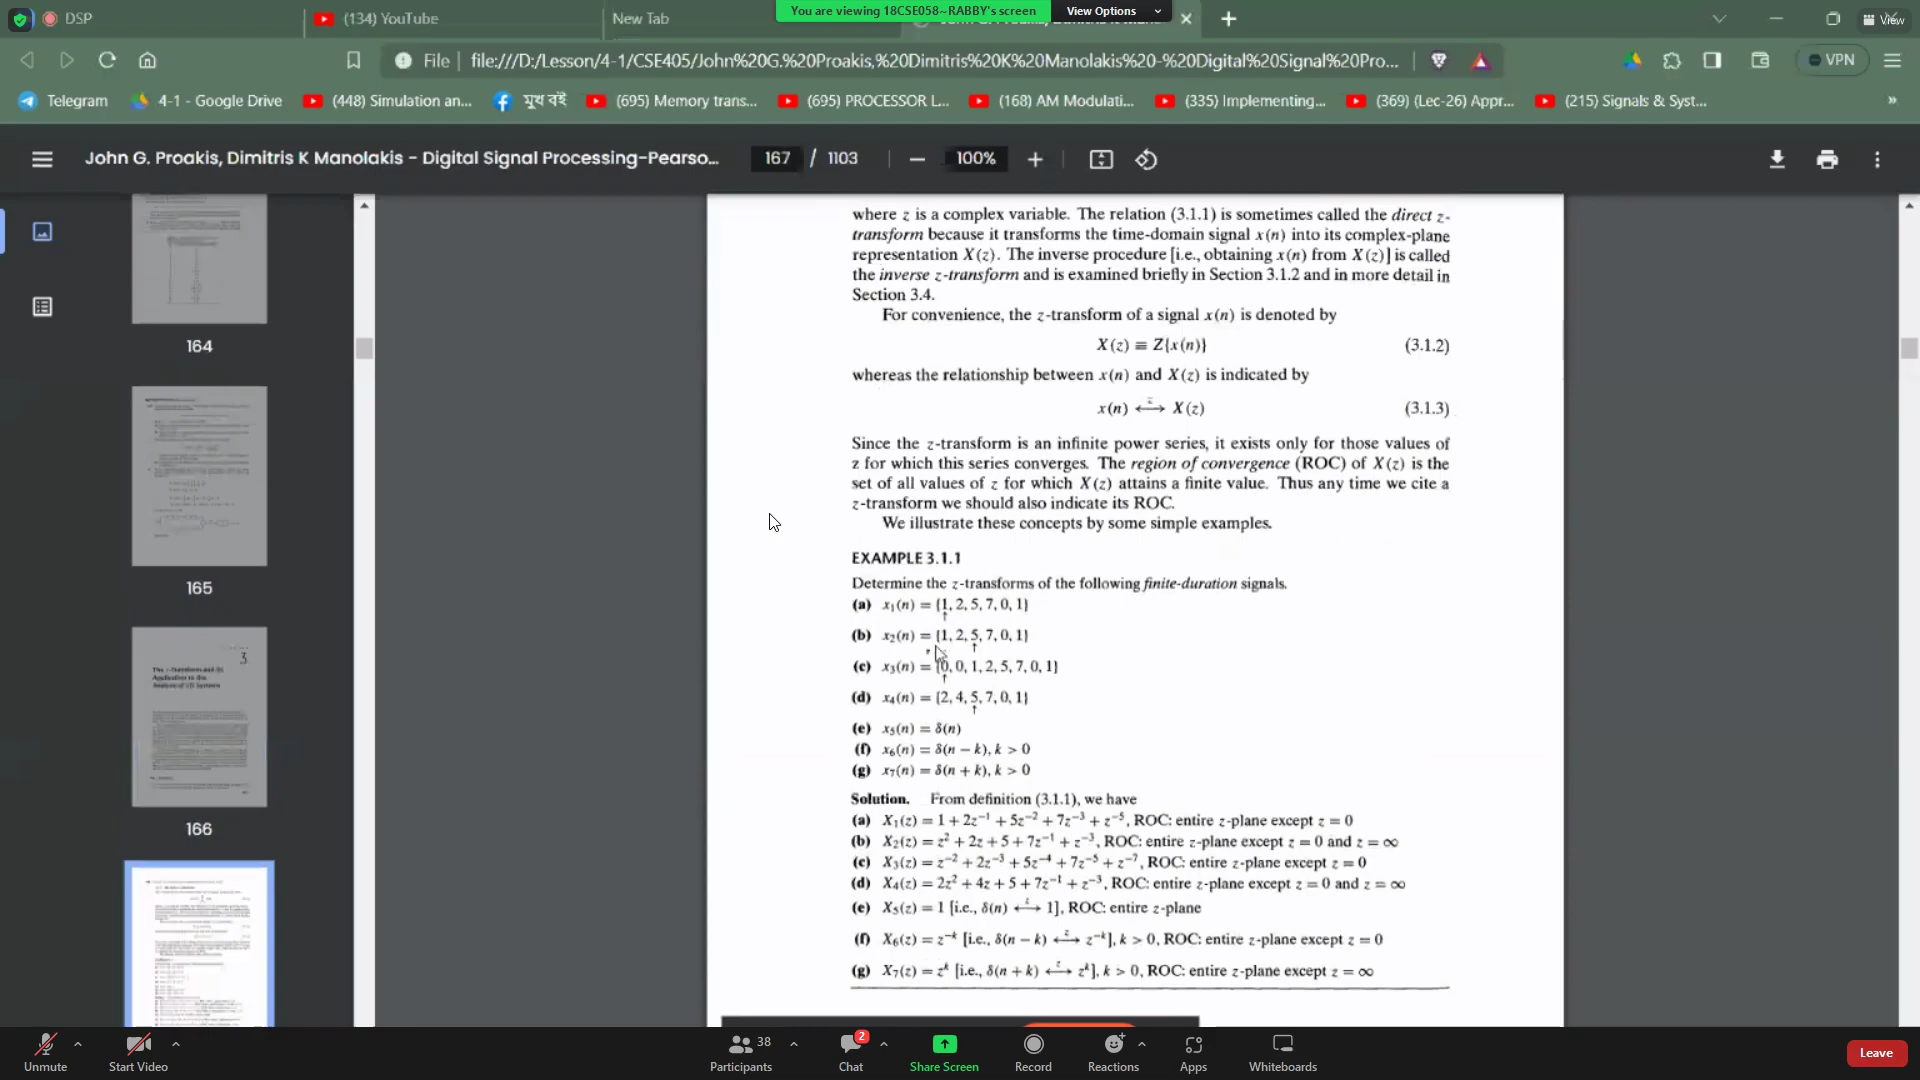 DSP
(134) YouTube
New Tab
You are viewing 18CSE058~RABBY's screen
View Options
View
File
file:///D:/Lesson/4-1/CSE405/John%20G.%20Proakis,%20Dimitris%20K%20Manolakis%20-%20Digital%20Signal%20Pro...
VPN
Telegram
4-1 - Google Drive
(448) Simulation an...
মুখ বই
(695) Memory trans...
(695) PROCESSOR L...
(168) AM Modulati...
(335) Implementing...
(369) (Lec-26) Appr...
(215) Signals & Syst...
»
John G. Proakis, Dimitris K Manolakis - Digital Signal Processing-Pearso...
167 / 1103
100%
164
165
3
The z-Transform and Its
Application to the
Analysis of LTI Systems
166
where z is a complex variable. The relation (3.1.1) is sometimes called the direct z-
transform because it transforms the time-domain signal x(n) into its complex-plane
representation X(z). The inverse procedure [i.e., obtaining x(n) from X(z)] is called
the inverse z-transform and is examined briefly in Section 3.1.2 and in more detail in
Section 3.4.
For convenience, the z-transform of a signal x(n) is denoted by
X(z) ≡ Z{x(n)} (3.1.2)
whereas the relationship between x(n) and X(z) is indicated by
x(n) ⟷ᶻ X(z) (3.1.3)
Since the z-transform is an infinite power series, it exists only for those values of
z for which this series converges. The region of convergence (ROC) of X(z) is the
set of all values of z for which X(z) attains a finite value. Thus any time we cite a
z-transform we should also indicate its ROC.
We illustrate these concepts by some simple examples.
EXAMPLE 3.1.1
Determine the z-transforms of the following finite-duration signals.
(a) x₁(n) = {1, 2, 5, 7, 0, 1}
↑
(b) x₂(n) = {1, 2, 5, 7, 0, 1}
↑
(c) x₃(n) = {0, 0, 1, 2, 5, 7, 0, 1}
↑
(d) x₄(n) = {2, 4, 5, 7, 0, 1}
↑
(e) x₅(n) = δ(n)
(f) x₆(n) = δ(n − k), k > 0
(g) x₇(n) = δ(n + k), k > 0
Solution. From definition (3.1.1), we have
(a) X₁(z) = 1 + 2z⁻¹ + 5z⁻² + 7z⁻³ + z⁻⁵, ROC: entire z-plane except z = 0
(b) X₂(z) = z² + 2z + 5 + 7z⁻¹ + z⁻³, ROC: entire z-plane except z = 0 and z = ∞
(c) X₃(z) = z⁻² + 2z⁻³ + 5z⁻⁴ + 7z⁻⁵ + z⁻⁷, ROC: entire z-plane except z = 0
(d) X₄(z) = 2z² + 4z + 5 + 7z⁻¹ + z⁻³, ROC: entire z-plane except z = 0 and z = ∞
(e) X₅(z) = 1 [i.e., δ(n) ⟷ᶻ 1], ROC: entire z-plane
(f) X₆(z) = z⁻ᵏ [i.e., δ(n − k) ⟷ᶻ z⁻ᵏ], k > 0, ROC: entire z-plane except z = 0
(g) X₇(z) = zᵏ [i.e., δ(n + k) ⟷ᶻ zᵏ], k > 0, ROC: entire z-plane except z = ∞
Unmute
Start Video
38
Participants
2
Chat
Share Screen
Record
Reactions
Apps
Whiteboards
Leave